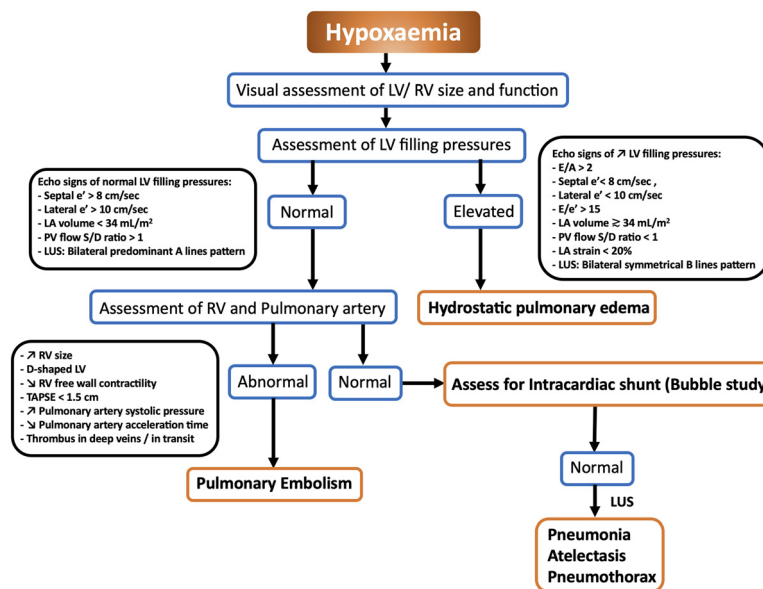 Hypoxaemia
Visual assessment of LV/ RV size and function
Assessment of LV filling pressures
Echo signs of normal LV filling pressures:
- Septal e’ > 8 cm/sec
- Lateral e’ > 10 cm/sec
- LA volume < 34 mL/m²
- PV flow S/D ratio > 1
- LUS: Bilateral predominant A lines pattern
Normal
Elevated
Echo signs of ↗ LV filling pressures:
- E/A > 2
- Septal e’< 8 cm/sec ,
- Lateral e’ < 10 cm/sec
- E/e’ > 15
- LA volume ≳ 34 mL/m²
- PV flow S/D ratio < 1
- LA strain < 20%
- LUS: Bilateral symmetrical B lines pattern
Assessment of RV and Pulmonary artery
Hydrostatic pulmonary edema
- ↗ RV size
- D-shaped LV
- ↘ RV free wall contractility
- TAPSE < 1.5 cm
- ↗ Pulmonary artery systolic pressure
- ↘ Pulmonary artery acceleration time
- Thrombus in deep veins / in transit
Abnormal
Normal
Assess for Intracardiac shunt (Bubble study
Pulmonary Embolism
Normal
LUS
Pneumonia
Atelectasis
Pneumothorax